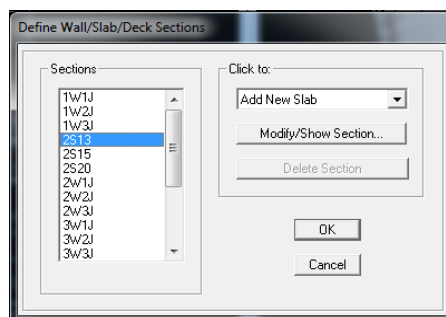 Define Wall/Slab/Deck Sections
Sections
1W1J
1W2J
1W3J
2S13
2S15
2S20
2W1J
2W2J
2W3J
3W1J
3W2J
3W3J
Click to:
Add New Slab
Modify/Show Section...
Delete Section
OK
Cancel